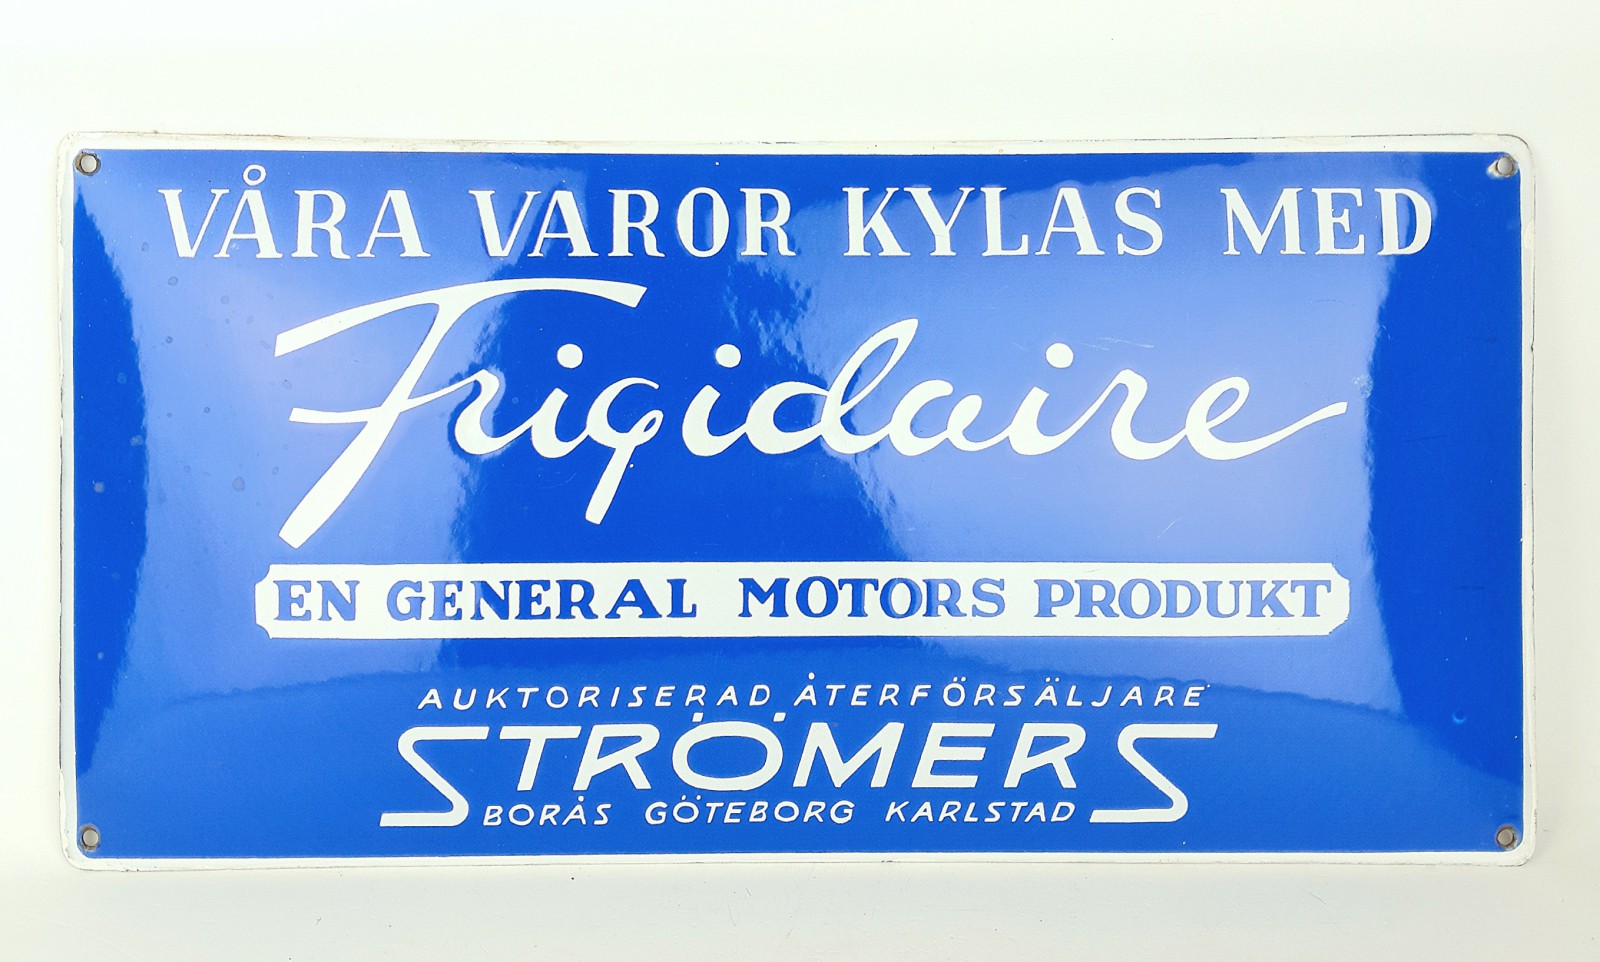 VÅRA VAROR KYLAS MED
Frigidaire
EN GENERAL MOTORS PRODUKT
AUKTORISERAD ÅTERFÖRSÄLJARE
STRÖMERS
BORÅS GÖTEBORG KARLSTAD